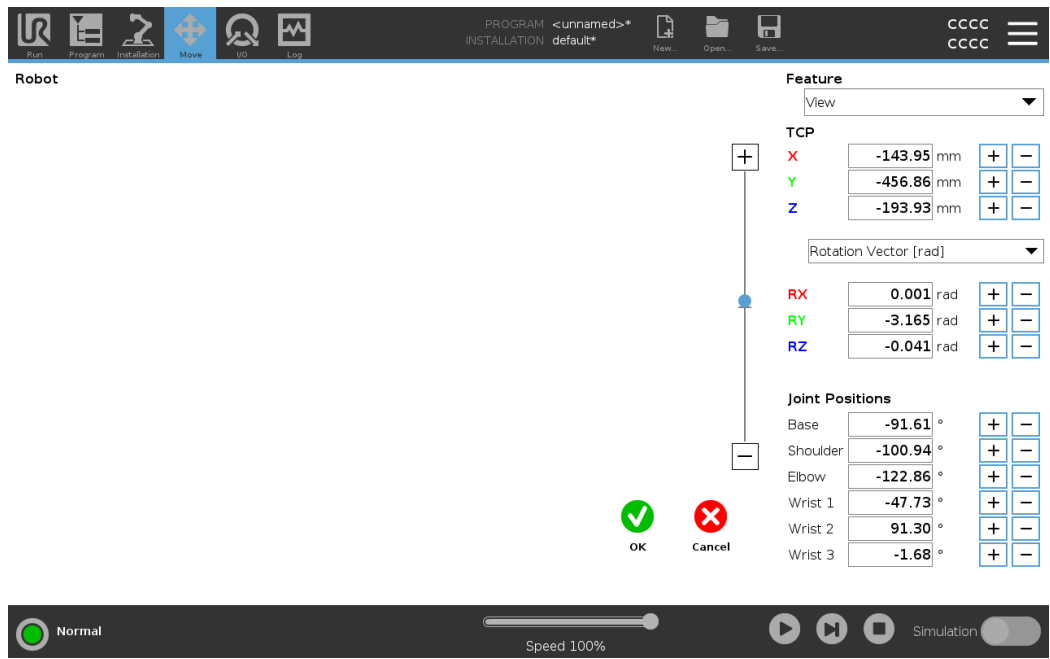 PROGRAM <unnamed>*
INSTALLATION default*
UR
Run
Program
Installation
Move
I/O
Log
New...
Open...
Save...
CCCC
CCCC
Robot
Feature
View
TCP
X -143.95 mm + −
Y -456.86 mm + −
Z -193.93 mm + −
Rotation Vector [rad]
RX 0.001 rad + −
RY -3.165 rad + −
RZ -0.041 rad + −
Joint Positions
Base -91.61 ° + −
Shoulder -100.94 ° + −
Elbow -122.86 ° + −
Wrist 1 -47.73 ° + −
Wrist 2 91.30 ° + −
Wrist 3 -1.68 ° + −
+
−
OK
Cancel
Normal
Speed 100%
Simulation